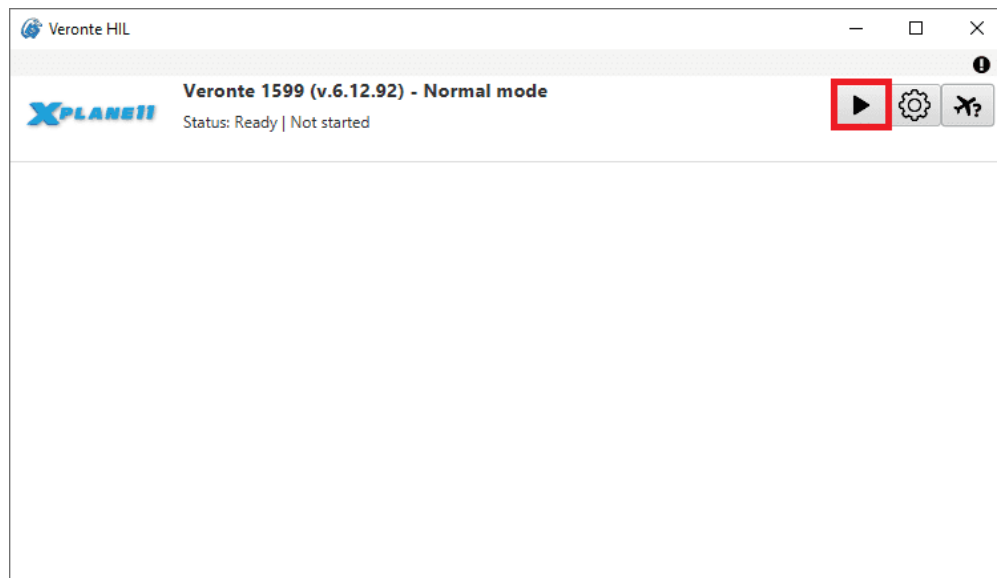 Veronte HIL
XPLANE11
Veronte 1599 (v.6.12.92) - Normal mode
Status: Ready | Not started
?